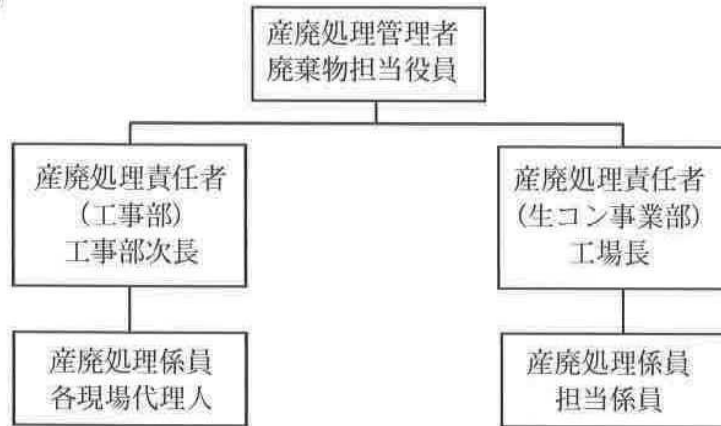 産廃処理管理者
廃棄物担当役員
産廃処理責任者
（工事部）
工事部次長
産廃処理責任者
(生コン事業部)
工場長
産廃処理係員
各現場代理人
産廃処理係員
担当係員